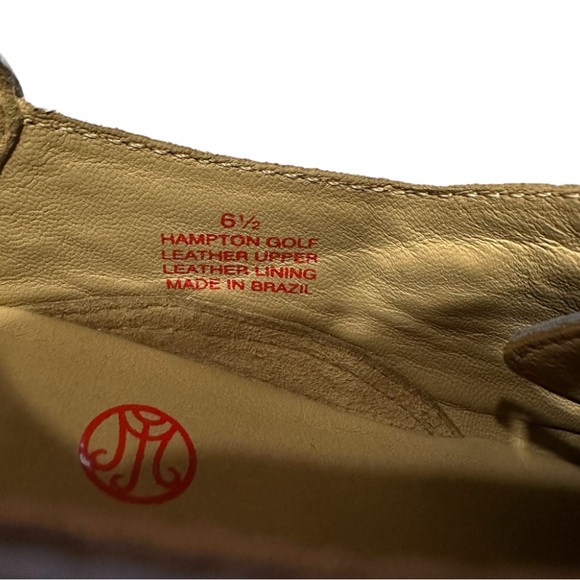 6½
HAMPTON GOLF
LEATHER UPPER
LEATHER LINING
MADE IN BRAZIL